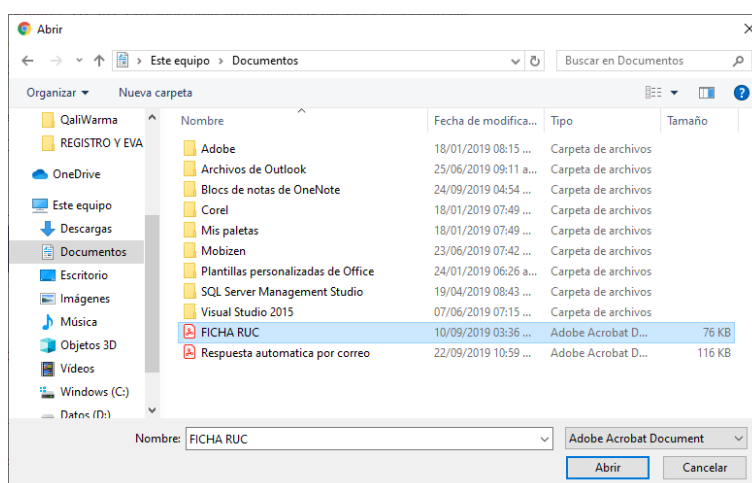 Abrir
Este equipo > Documentos
Buscar en Documentos
Organizar
Nueva carpeta
QaliWarma
REGISTRO Y EVA
OneDrive
Este equipo
Descargas
Documentos
Escritorio
Imágenes
Música
Objetos 3D
Vídeos
Windows (C:)
Datos (D:)
Nombre Fecha de modifica... Tipo Tamaño
Adobe 18/01/2019 08:15 ... Carpeta de archivos
Archivos de Outlook 25/06/2019 09:11 a... Carpeta de archivos
Blocs de notas de OneNote 24/09/2019 04:54 ... Carpeta de archivos
Corel 18/01/2019 07:49 ... Carpeta de archivos
Mis paletas 18/01/2019 07:49 ... Carpeta de archivos
Mobizen 23/06/2019 07:42 ... Carpeta de archivos
Plantillas personalizadas de Office 24/01/2019 06:26 a... Carpeta de archivos
SQL Server Management Studio 19/04/2019 08:43 ... Carpeta de archivos
Visual Studio 2015 07/06/2019 07:15 ... Carpeta de archivos
FICHA RUC 10/09/2019 03:36 ... Adobe Acrobat D... 76 KB
Respuesta automatica por correo 22/09/2019 10:59 ... Adobe Acrobat D... 116 KB
Nombre: FICHA RUC
Adobe Acrobat Document
Abrir
Cancelar